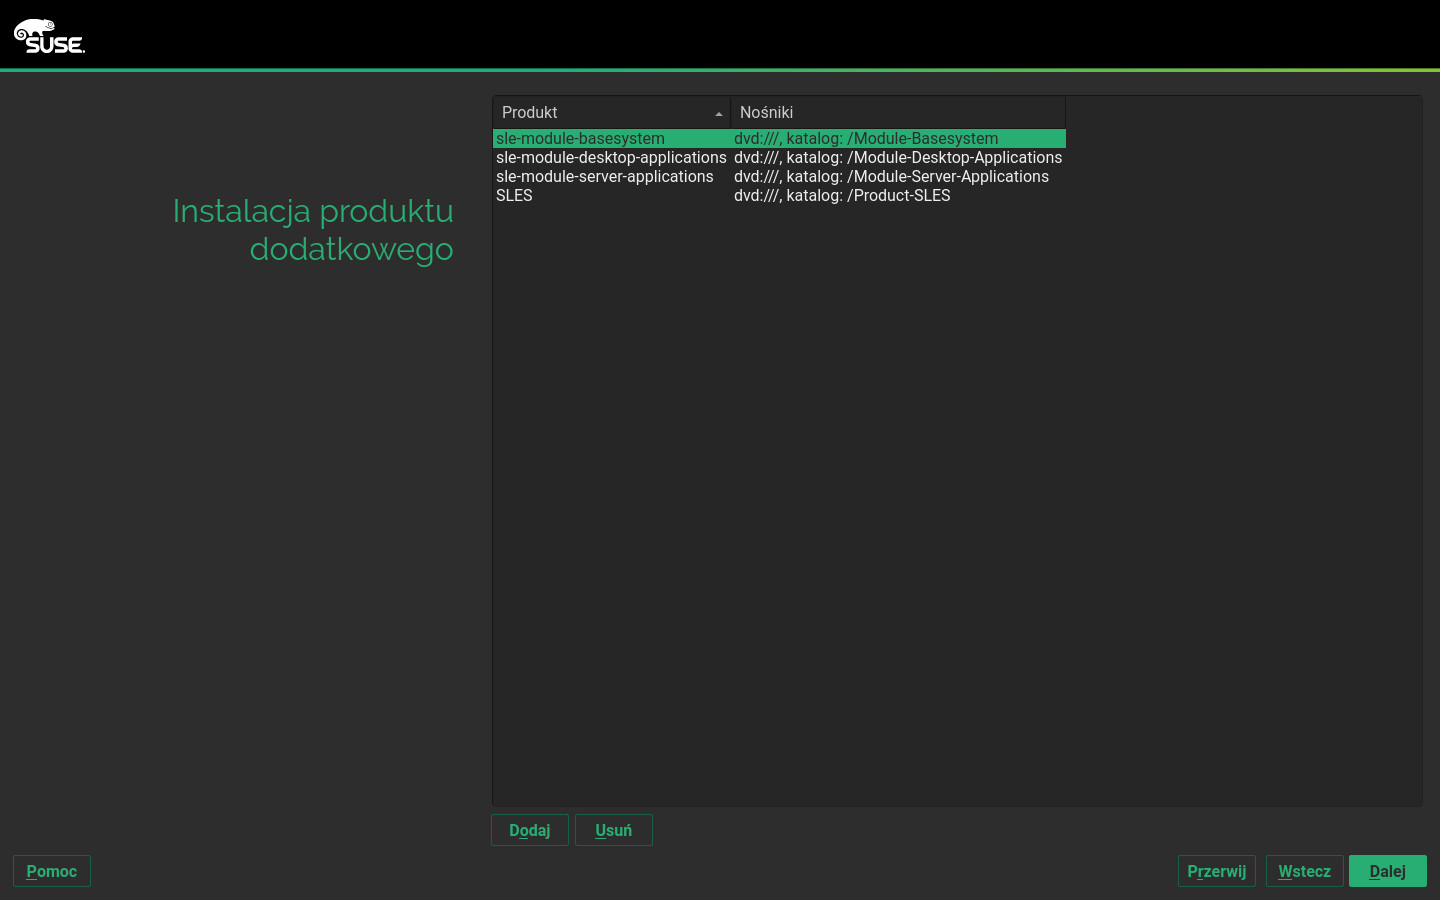 SUSE
Instalacja produktu
dodatkowego
Produkt Nośniki
sle-module-basesystem dvd:///, katalog: /Module-Basesystem
sle-module-desktop-applications dvd:///, katalog: /Module-Desktop-Applications
sle-module-server-applications dvd:///, katalog: /Module-Server-Applications
SLES dvd:///, katalog: /Product-SLES
Dodaj Usuń
Pomoc Przerwij Wstecz Dalej